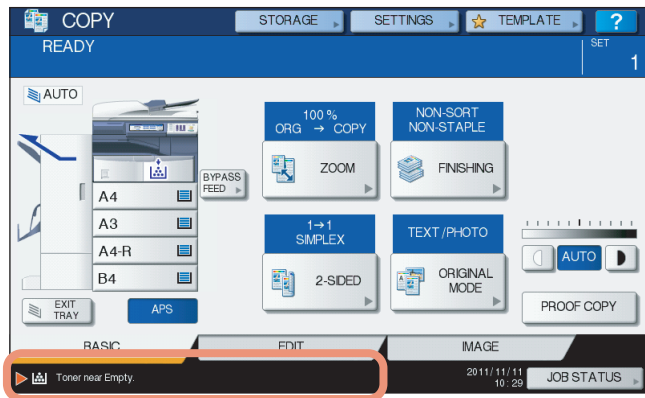 COPY
STORAGE
SETTINGS
TEMPLATE
?
READY
SET
1
AUTO
100 %
ORG → COPY
ZOOM
NON-SORT
NON-STAPLE
FINISHING
BYPASS
FEED
A4
A3
A4-R
B4
1→1
SIMPLEX
2-SIDED
TEXT/PHOTO
ORIGINAL
MODE
AUTO
EXIT
TRAY
APS
PROOF COPY
BASIC
EDIT
IMAGE
Toner near Empty.
2011/11/11
10:29
JOB STATUS